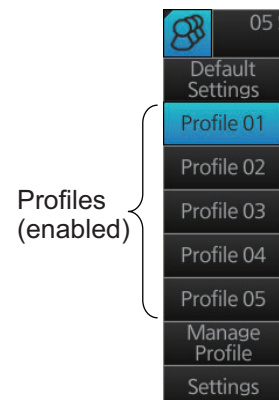 05
Default
Settings
Profile 01
Profile 02
Profiles
(enabled)
Profile 03
Profile 04
Profile 05
Manage
Profile
Settings